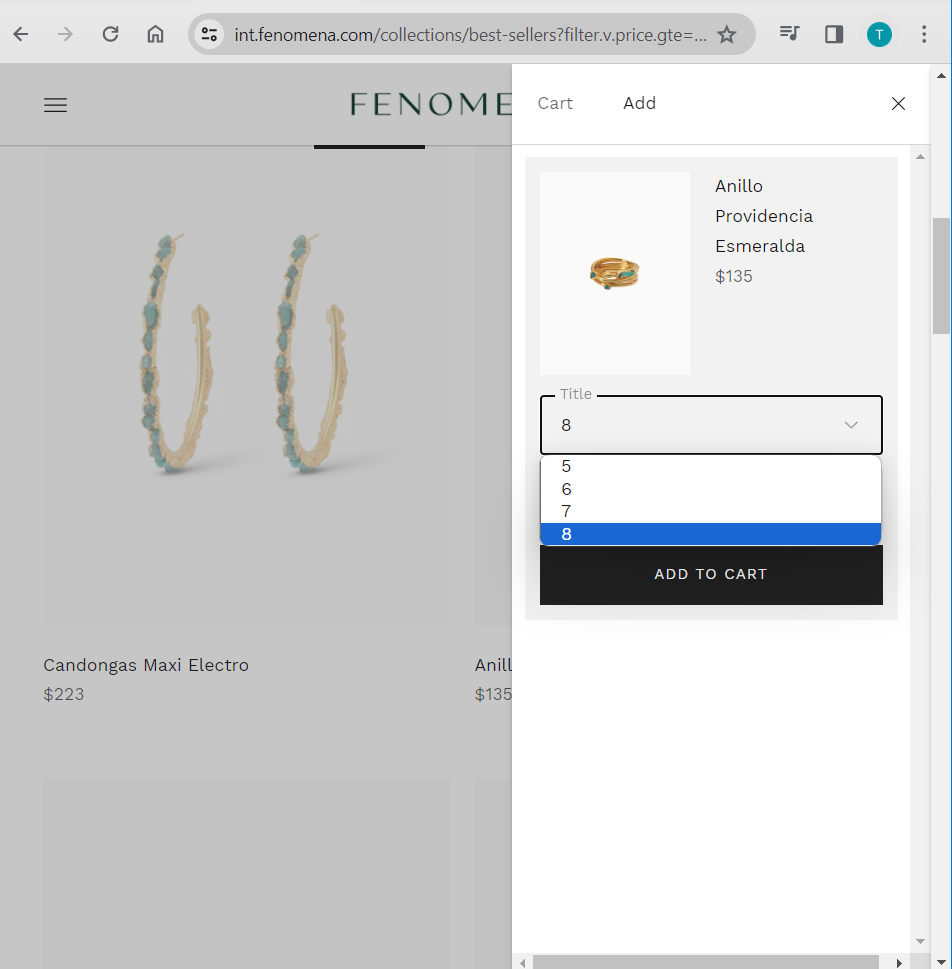 int.fenomena.com/collections/best-sellers?filter.v.price.gte=...
T
FENOME
Cart
Add
Anillo
Providencia
Esmeralda
$135
Title
8
5
6
7
8
ADD TO CART
Candongas Maxi Electro
$223
Anill
$135